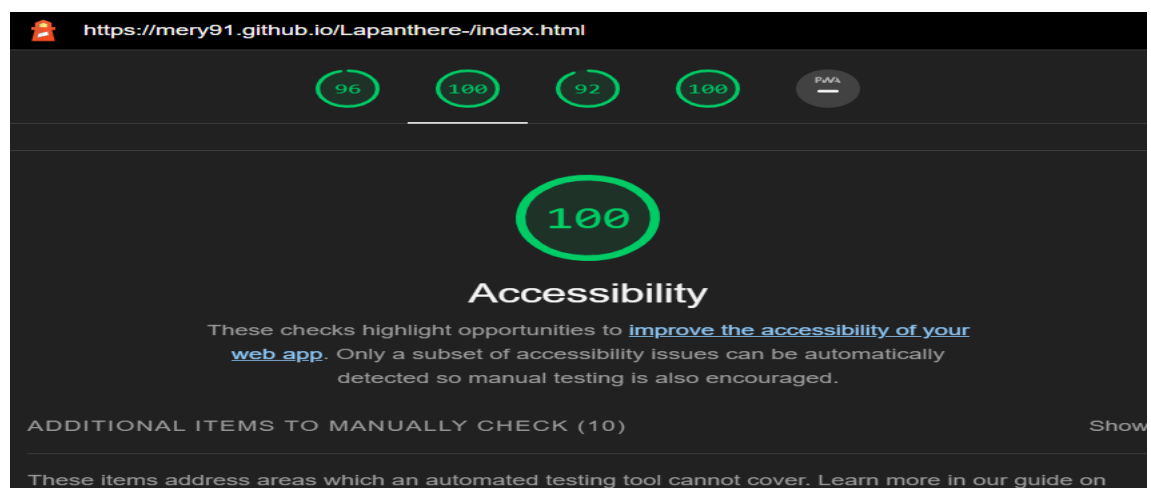 https://mery91.github.io/Lapanthere-/index.html
96 100 92 100 PWA
100
Accessibility
These checks highlight opportunities to improve the accessibility of your
web app. Only a subset of accessibility issues can be automatically
detected so manual testing is also encouraged.
ADDITIONAL ITEMS TO MANUALLY CHECK (10) Show
These items address areas which an automated testing tool cannot cover. Learn more in our guide on